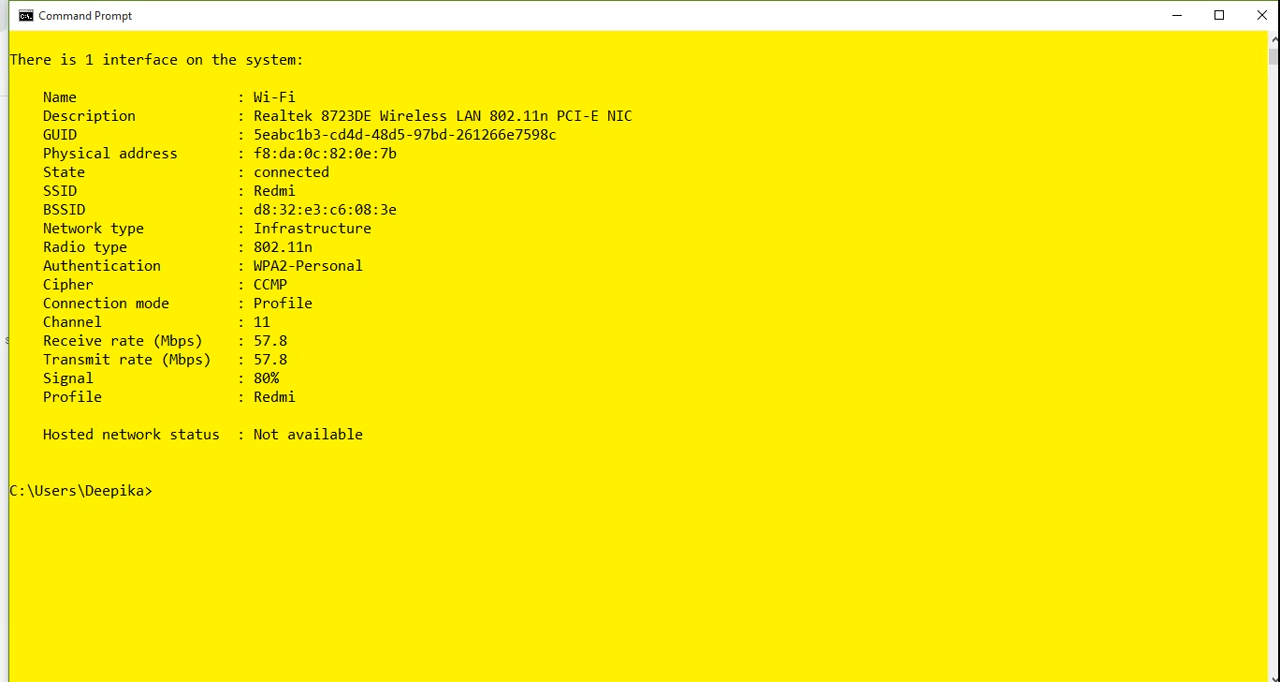 Command Prompt
There is 1 interface on the system:
Name : Wi-Fi
Description : Realtek 8723DE Wireless LAN 802.11n PCI-E NIC
GUID : 5eabc1b3-cd4d-48d5-97bd-261266e7598c
Physical address : f8:da:0c:82:0e:7b
State : connected
SSID : Redmi
BSSID : d8:32:e3:c6:08:3e
Network type : Infrastructure
Radio type : 802.11n
Authentication : WPA2-Personal
Cipher : CCMP
Connection mode : Profile
Channel : 11
Receive rate (Mbps) : 57.8
Transmit rate (Mbps) : 57.8
Signal : 80%
Profile : Redmi
Hosted network status : Not available
C:\Users\Deepika>